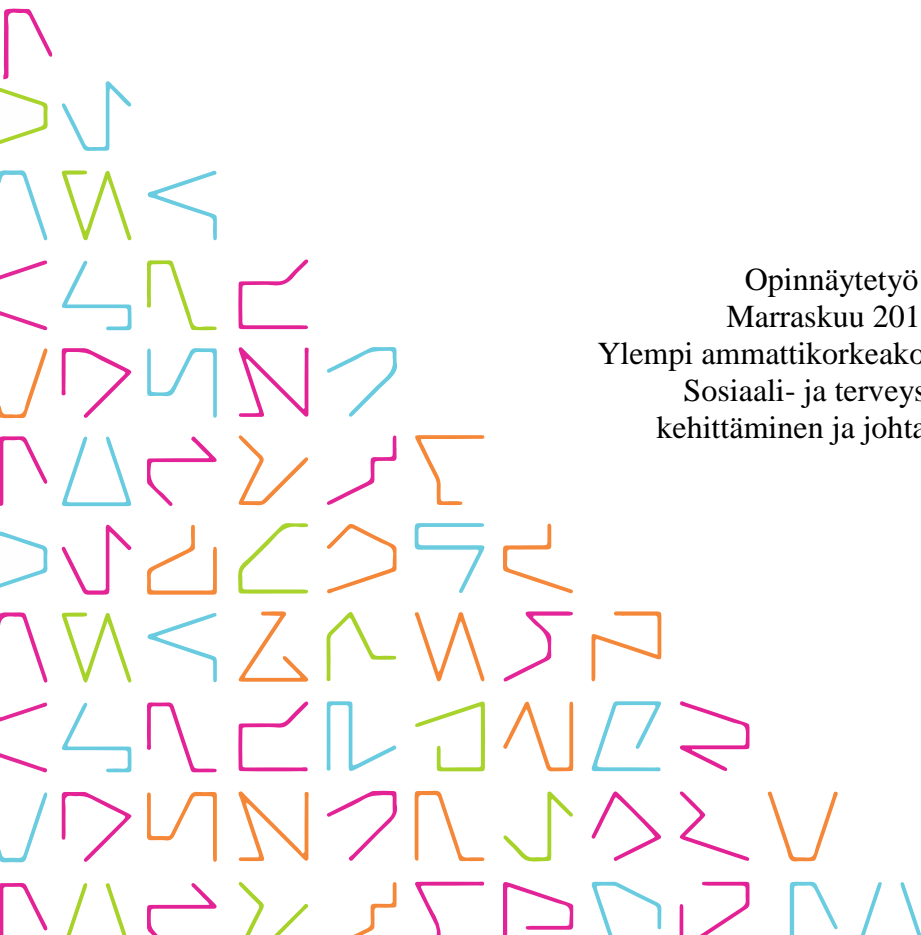 Opinnäytetyö
Marraskuu 201
Ylempi ammattikorkeako
Sosiaali- ja terveys
kehittäminen ja johta